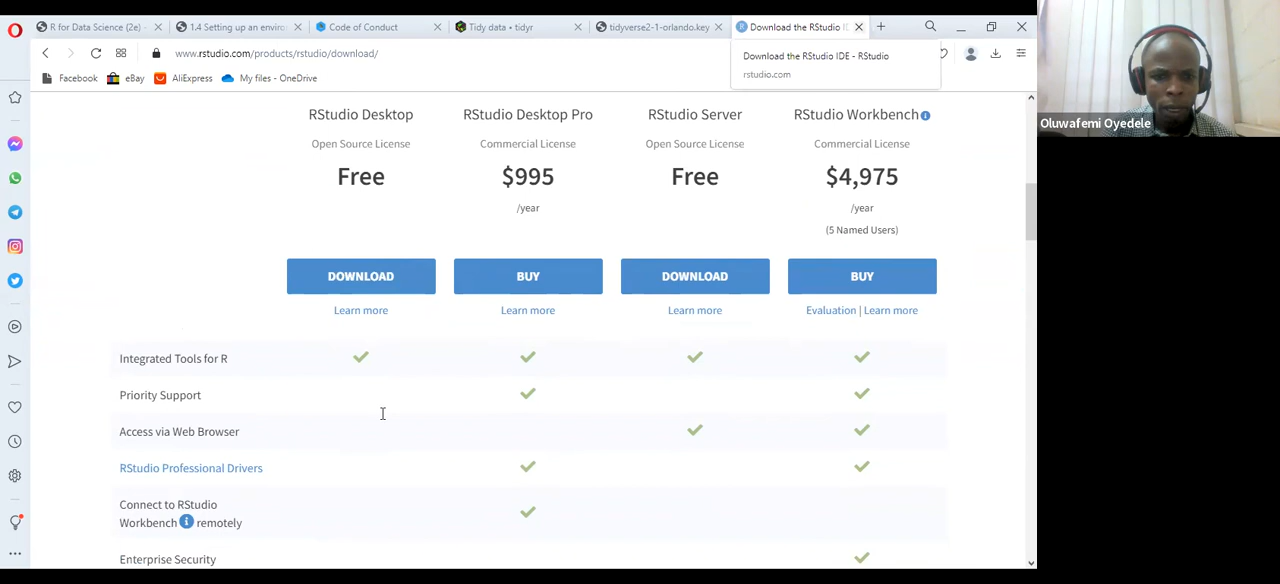 R for Data Science (2e)
1.4 Setting up an enviro
Code of Conduct
Tidy data • tidyr
tidyverse2-1-orlando.key
Download the RStudio I
www.rstudio.com/products/rstudio/download/
Download the RStudio IDE - RStudio
rstudio.com
Facebook
eBay
AliExpress
My files - OneDrive
RStudio Desktop
RStudio Desktop Pro
RStudio Server
RStudio Workbench
Open Source License
Commercial License
Open Source License
Commercial License
Free
$995
Free
$4,975
/year
/year
(5 Named Users)
DOWNLOAD
BUY
DOWNLOAD
BUY
Learn more
Learn more
Learn more
Evaluation | Learn more
Integrated Tools for R
Priority Support
Access via Web Browser
RStudio Professional Drivers
Connect to RStudio
Workbench remotely
Enterprise Security
Oluwafemi Oyedele